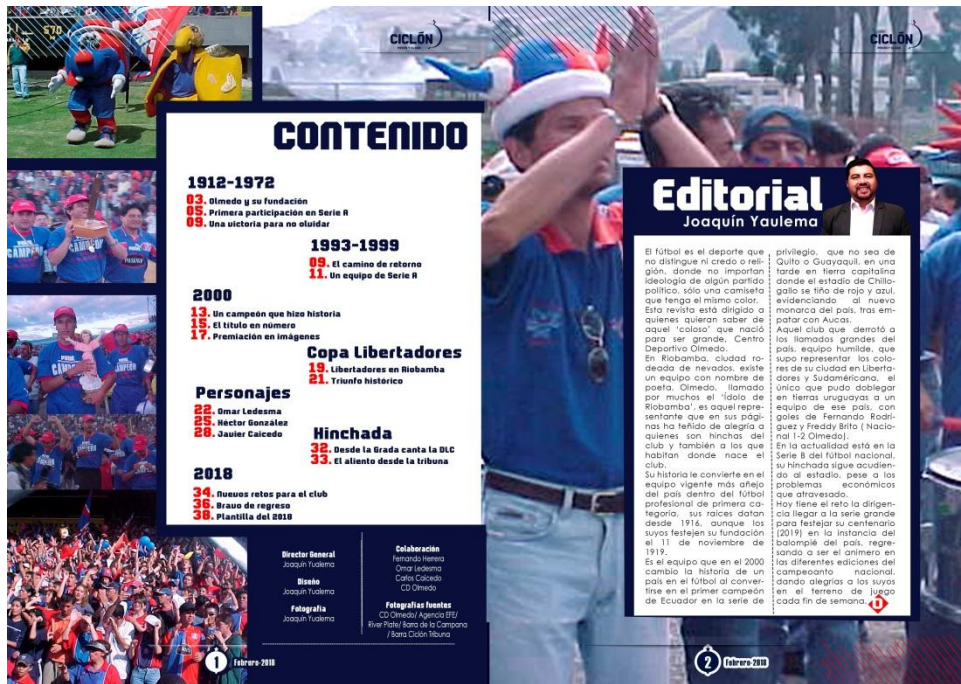 CICLÓN
CONTENIDO
1912-1972
03. Olmedo y su fundación
05. Primera participación en Serie A
09. Una victoria para no olvidar
1993-1999
09. El camino de retorno
11. Un equipo de Serie A
2000
13. Un campeón que hizo historia
15. El título en número
17. Premiación en imágenes
Copa Libertadores
19. Libertadores en Riobamba
21. Triunfo histórico
Personajes
22. Omar Ledesma
25. Héctor González
28. Javier Caicedo
Hinchada
32. Desde la Grada canta la DLC
33. El aliento desde la tribuna
2018
34. Nuevos retos para el club
36. Bravo de regreso
38. Plantilla del 2018
Director General
Joaquín Yualema
Diseño
Joaquín Yualema
Fotografía
Joaquín Yualema
Colaboración
Fernando Herrera
Omar Ledesma
Carlos Caicedo
CD Olmedo
Fotografías fuentes
CD Olmedo/ Agencia EFE/
River Plate/ Barra de la Campana
/ Barra Ciclón Tribuna
1 Febrero-2018
CICLÓN
Editorial
Joaquín Yaulema
El fútbol es el deporte que
no distingue ni credo o reli-
gión, donde no importan
ideologia de algún partido
político, sólo una camiseta
que tenga el mismo color.
Esta revista está dirigido a
quienes quieran saber de
aquel ‘coloso’ que nació
para ser grande, Centro
Deportivo Olmedo.
En Riobamba, ciudad ro-
deada de nevados, existe
un equipo con nombre de
poeta, Olmedo, llamado
por muchos el ‘Ídolo de
Riobamba’, es aquel repre-
sentante que en sus pági-
nas ha teñido de alegría a
quienes son hinchas del
club y también a los que
habitan donde nace el
club.
Su historia le convierte en el
equipo vigente más añejo
del país dentro del fútbol
profesional de primera ca-
tegoría, sus raíces datan
desde 1916, aunque los
suyos festejen su fundación
el 11 de noviembre de
1919.
Es el equipo que en el 2000
cambio la historia de un
país en el fútbol al conver-
tirse en el primer campeón
de Ecuador en la serie de
privilegio, que no sea de
Quito o Guayaquil, en una
tarde en tierra capitalina
donde el estadio de Chillo-
gallo se tiño de rojo y azul,
evidenciando al nuevo
monarca del país, tras em-
patar con Aucas.
Aquel club que derrotó a
los llamados grandes del
país, equipo humilde, que
supo representar los colo-
res de su ciudad en Liberta-
dores y Sudaméricana, el
único que pudo doblegar
en tierras uruguayas a un
equipo de ese país, con
goles de Fernando Rodrí-
guez y Freddy Brito ( Nacio-
nal 1-2 Olmedo).
En la actualidad está en la
Serie B del fútbol nacional,
su hinchada sigue acudien-
do al estadio, pese a los
problemas económicos
que atravesado.
Hoy tiene el reto la dirigen-
cia llegar a la serie grande
para festejar su centenario
(2019) en la instancia del
balompié del país, regre-
sando a ser el animero en
las diferentes ediciones del
campeoanto nacional,
dando alegrías a los suyos
en el terreno de juego
cada fin de semana.
2 Febrero-2018